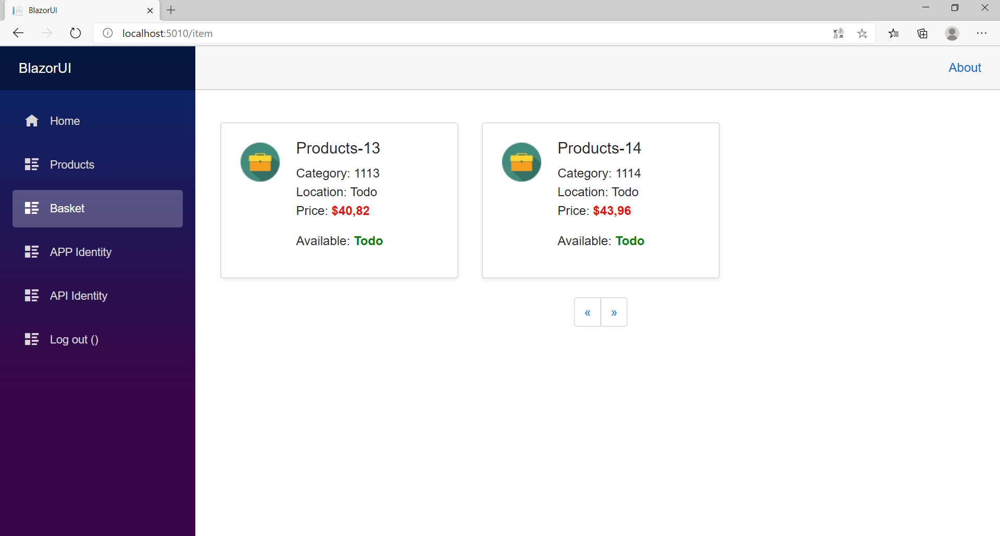 BlazorUI
localhost:5010/item
BlazorUI
About
Home
Products
Basket
APP Identity
API Identity
Log out ()
Products-13
Category: 1113
Location: Todo
Price: $40,82
Available: Todo
Products-14
Category: 1114
Location: Todo
Price: $43,96
Available: Todo
« »